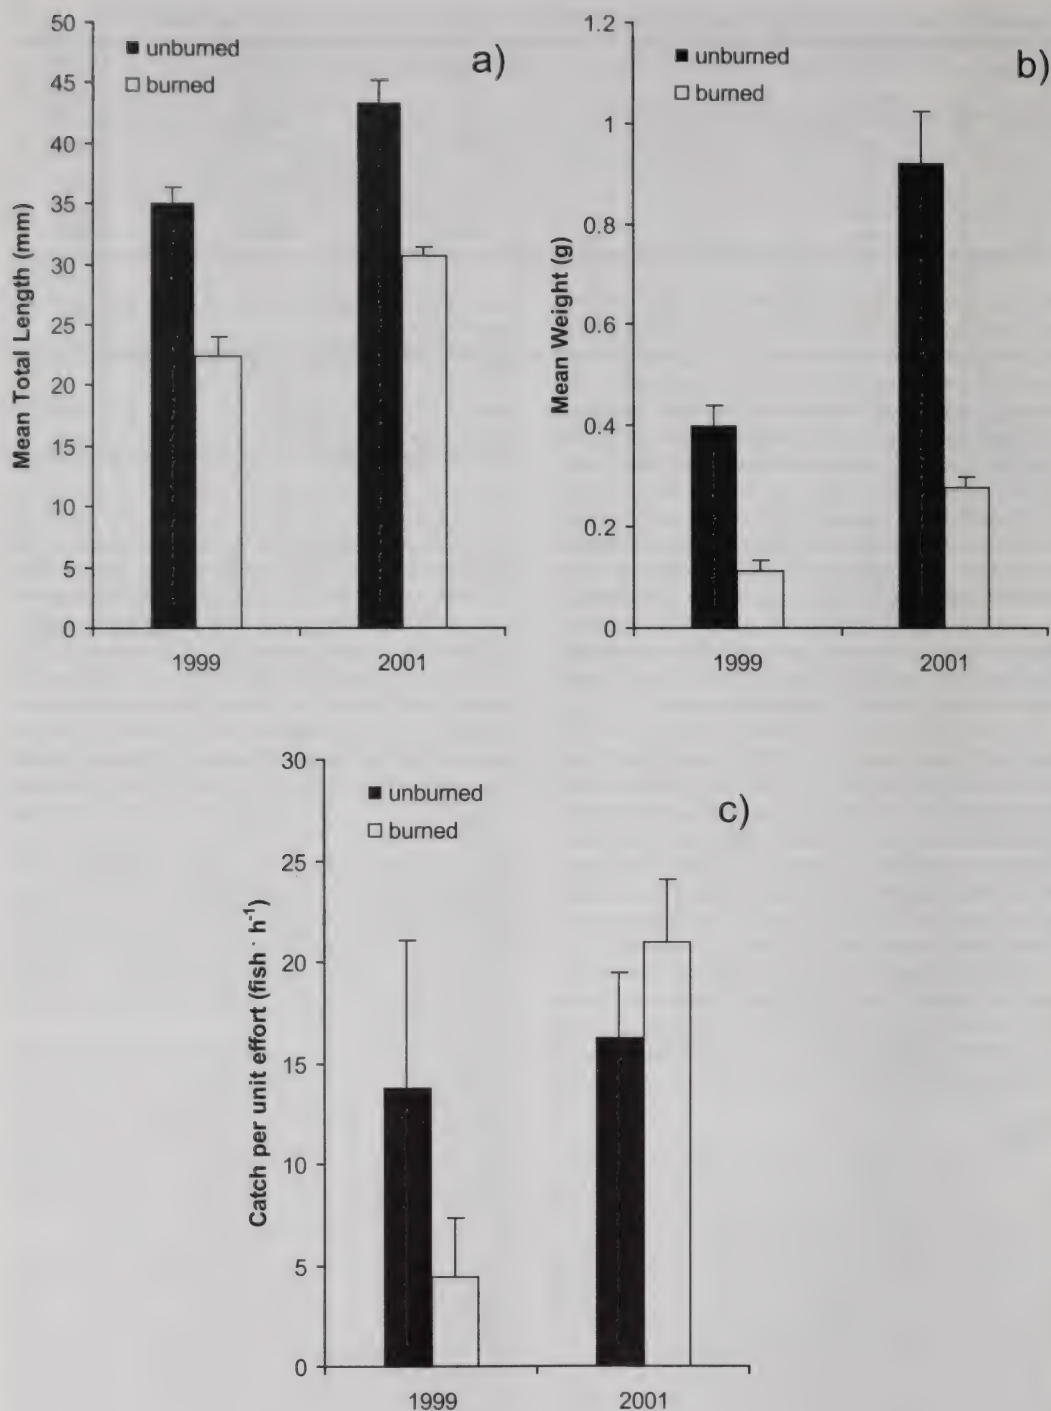 a)
■ unburned
□ burned
Mean Total Length (mm)
50
45
40
35
30
25
20
15
10
5
0
1999
2001
b)
■ unburned
□ burned
Mean Weight (g)
1.2
1
0.8
0.6
0.4
0.2
0
1999
2001
c)
■ unburned
□ burned
Catch per unit effort (fish · h⁻¹)
30
25
20
15
10
5
0
1999
2001